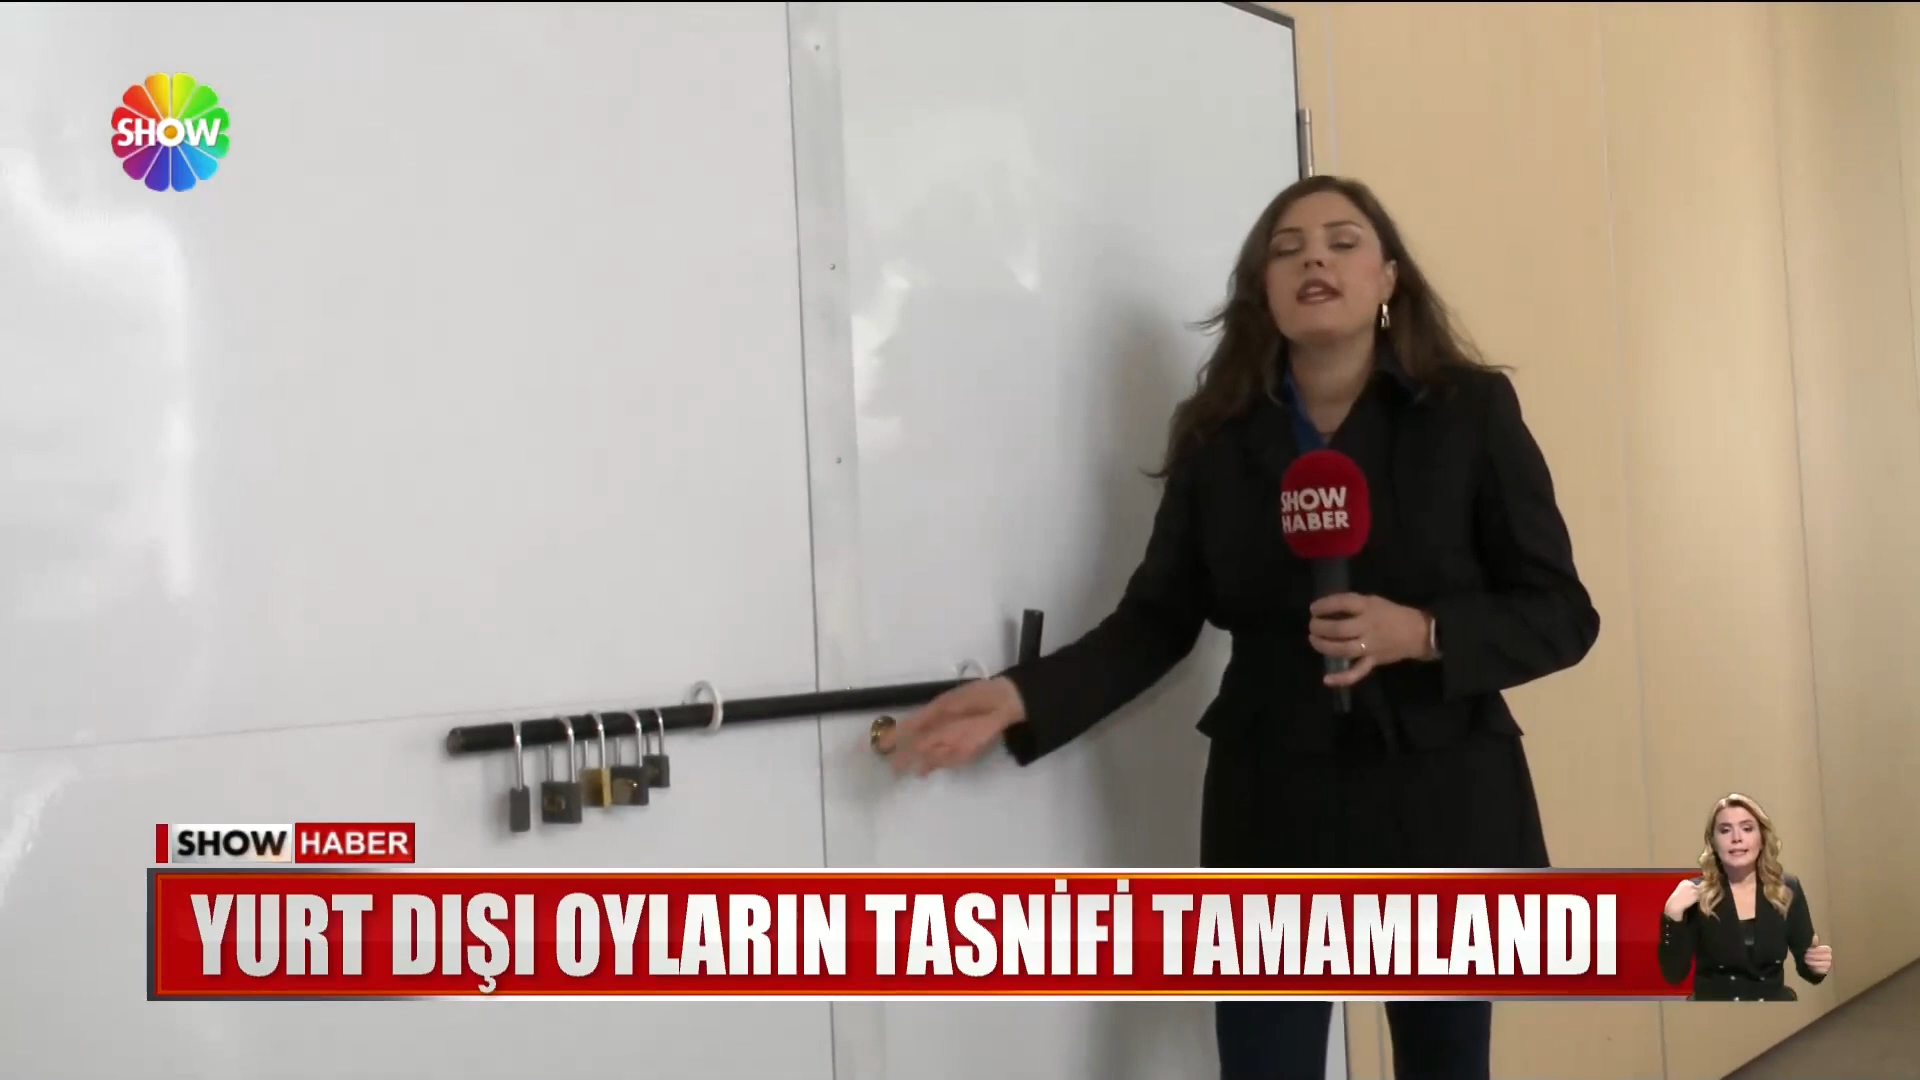 SHOW
SHOW
HABER
SHOW HABER
YURT DIŞI OYLARIN TASNİFİ TAMAMLANDI